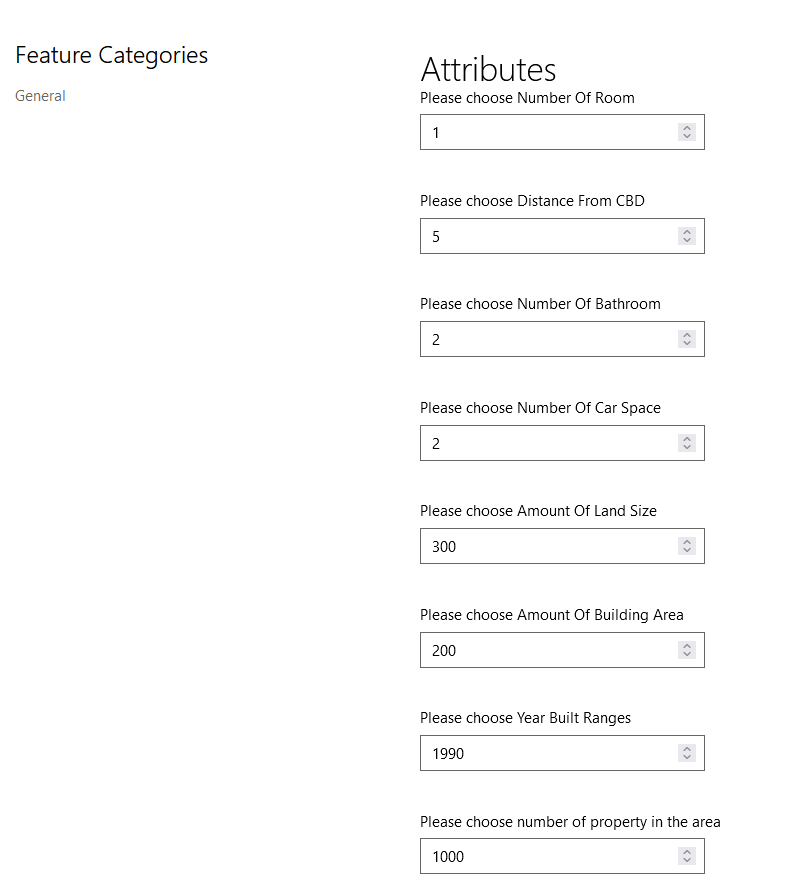 Feature Categories
General
Attributes
Please choose Number Of Room
1
Please choose Distance From CBD
5
Please choose Number Of Bathroom
2
Please choose Number Of Car Space
2
Please choose Amount Of Land Size
300
Please choose Amount Of Building Area
200
Please choose Year Built Ranges
1990
Please choose number of property in the area
1000